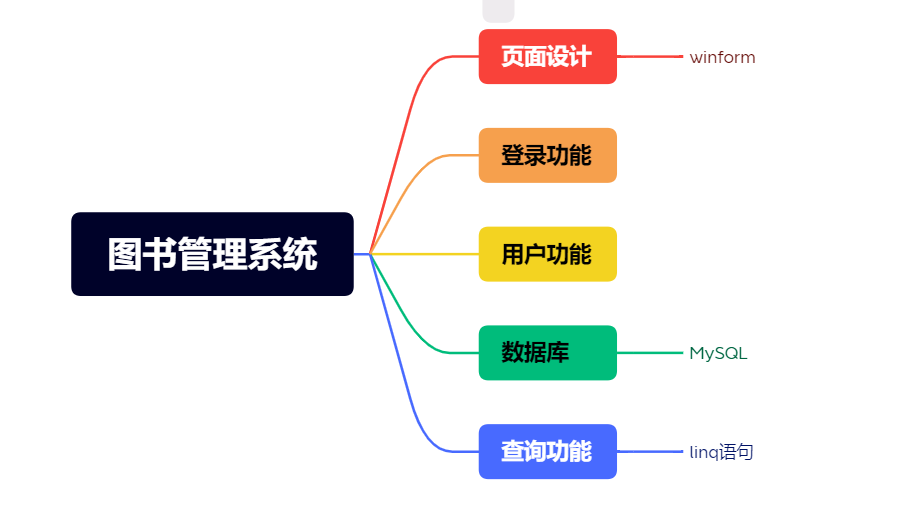 图书管理系统
页面设计
winform
登录功能
用户功能
数据库
MySQL
查询功能
linq语句